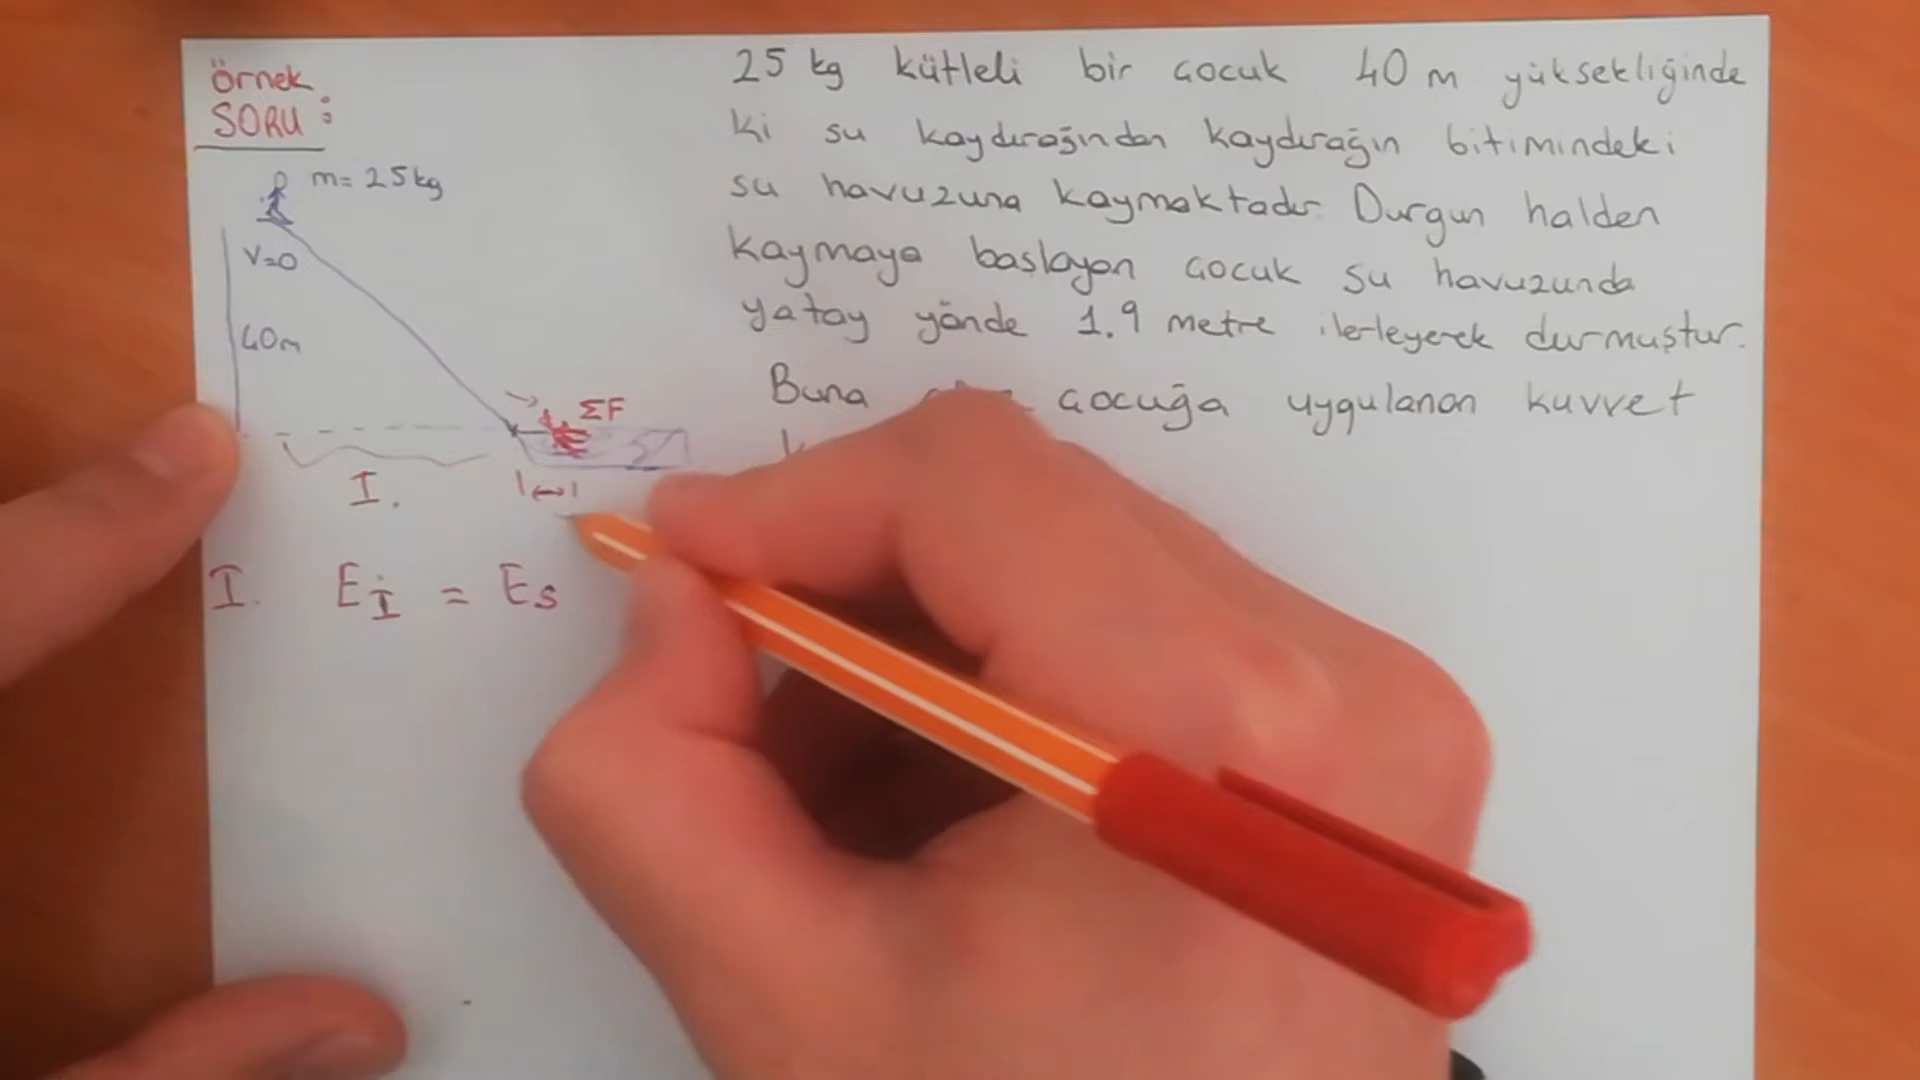 Örnek
SORU:
m= 25kg
V=0
40m
ΣF
I.
I. Eİ = Es
25 kg kütleli bir çocuk 40 m yüksekliğinde
ki su kaydırağından kaydırağın bitimindeki
su havuzuna kaymaktadır. Durgun halden
kaymaya başlayan çocuk su havuzunda
yatay yönde 1.9 metre ilerleyerek durmuştur.
Buna çocuğa uygulanan kuvvet